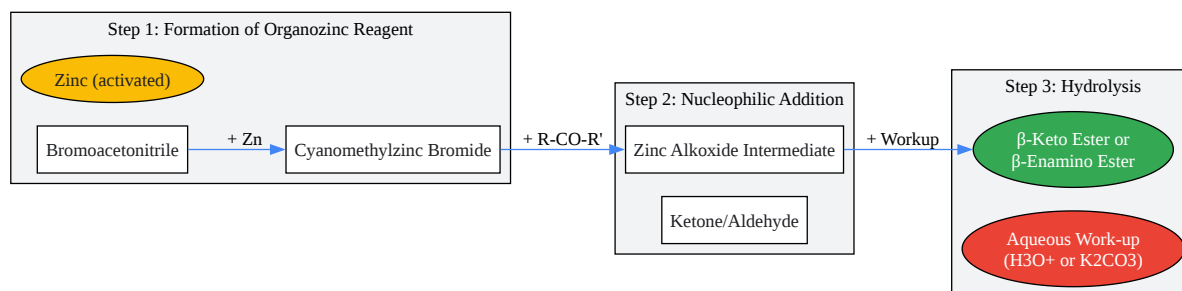 Step 1: Formation of Organozinc Reagent
Zinc (activated)
Bromoacetonitrile
+ Zn
Cyanomethylzinc Bromide
+ R-CO-R'
Step 2: Nucleophilic Addition
Zinc Alkoxide Intermediate
Ketone/Aldehyde
+ Workup
Step 3: Hydrolysis
β-Keto Ester or
β-Enamino Ester
Aqueous Work-up
(H3O+ or K2CO3)